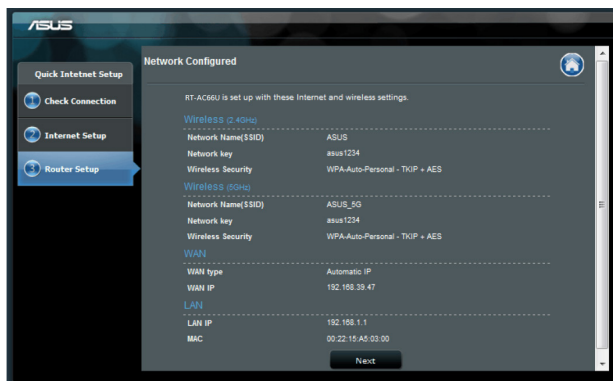 ASUS
Quick Intetnet Setup
1 Check Connection
2 Internet Setup
3 Router Setup
Network Configured
RT-AC66U is set up with these Internet and wireless settings.
Wireless (2.4GHz)
Network Name(SSID) ASUS
Network key asus1234
Wireless Security WPA-Auto-Personal - TKIP + AES
Wireless (5GHz)
Network Name(SSID) ASUS_5G
Network key asus1234
Wireless Security WPA-Auto-Personal - TKIP + AES
WAN
WAN type Automatic IP
WAN IP 192.168.39.47
LAN
LAN IP 192.168.1.1
MAC 00:22:15:A5:03:00
Next